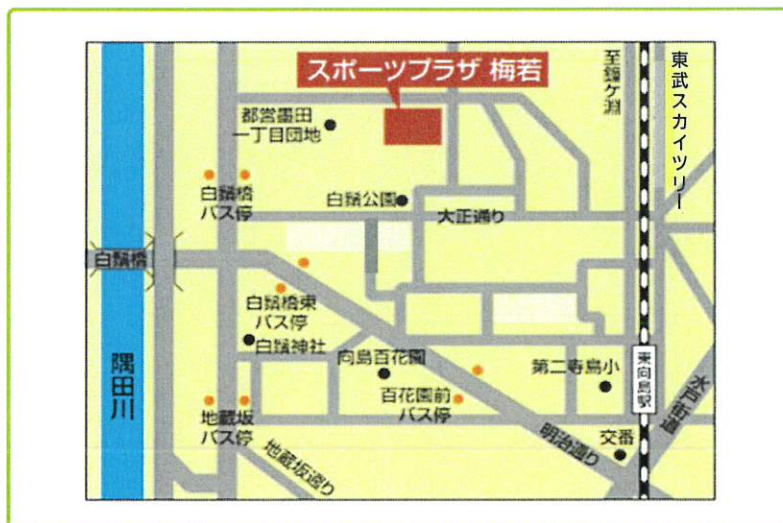 スポーツプラザ 梅若
至鐘ヶ淵
東武スカイツリー
都営墨田
一丁目団地
白鬚橋
バス停
白鬚公園
大正通り
白鬚橋
白鬚橋東
バス停
白鬚神社
向島百花園
第二寺島小
東向島駅
水戸街道
隅田川
地蔵坂
バス停
百花園前
バス停
明治通り
交番
地蔵坂通り